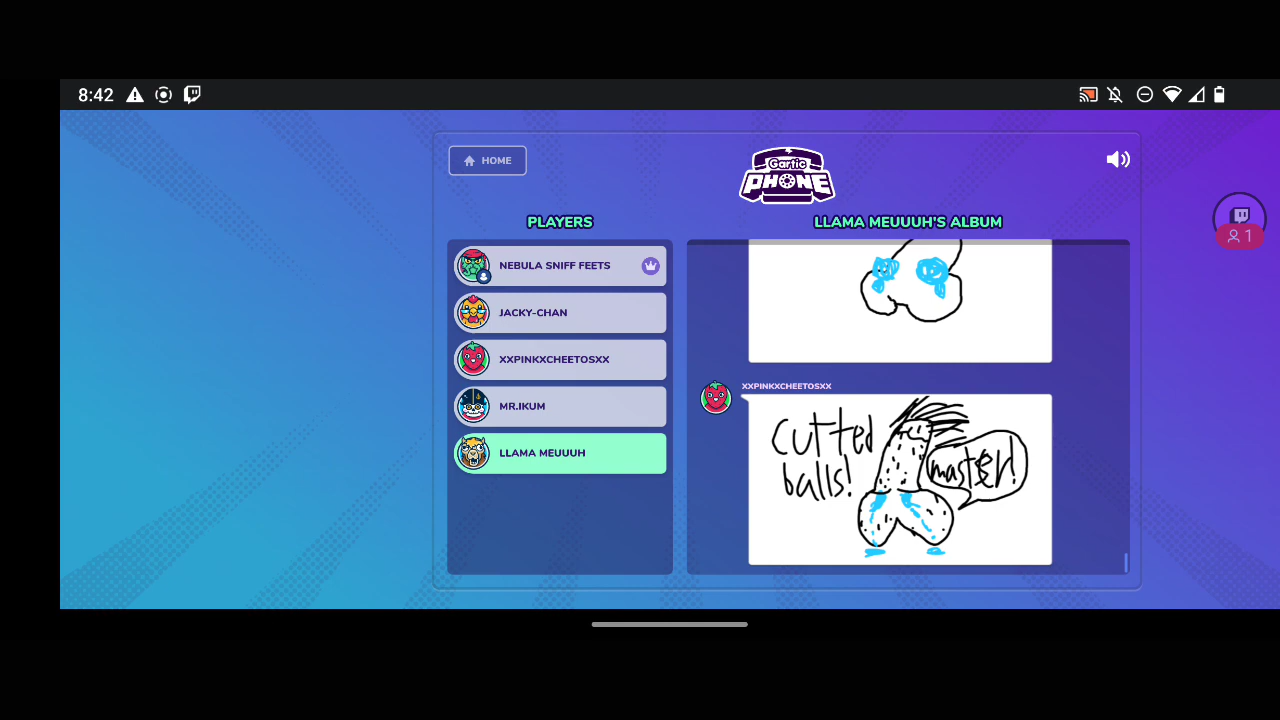 8:42
HOME
Gartic
PHONE
PLAYERS
LLAMA MEUUUH'S ALBUM
NEBULA SNIFF FEETS
JACKY-CHAN
XXPINKXCHEETOSXX
MR.IKUM
LLAMA MEUUUH
1
XXPINKXCHEETOSXX
cutted
balls!
master!